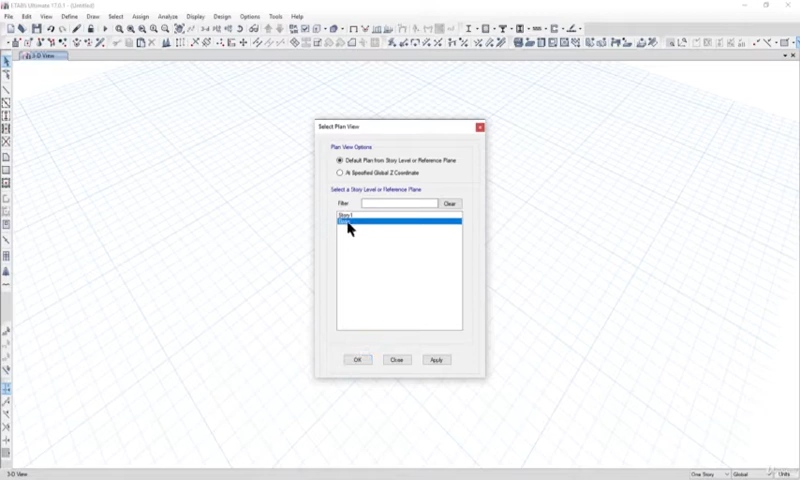 ETABS Ultimate 17.0.1 - (Untitled)
File Edit View Define Draw Select Assign Analyze Display Design Options Tools Help
3-D View
Select Plan View
Plan View Options
Default Plan from Story Level or Reference Plane
At Specified Global Z Coordinate
Select a Story Level or Reference Plane
Filter
Clear
Story1
OK
Close
Apply
3-D View
One Story
Global
Units